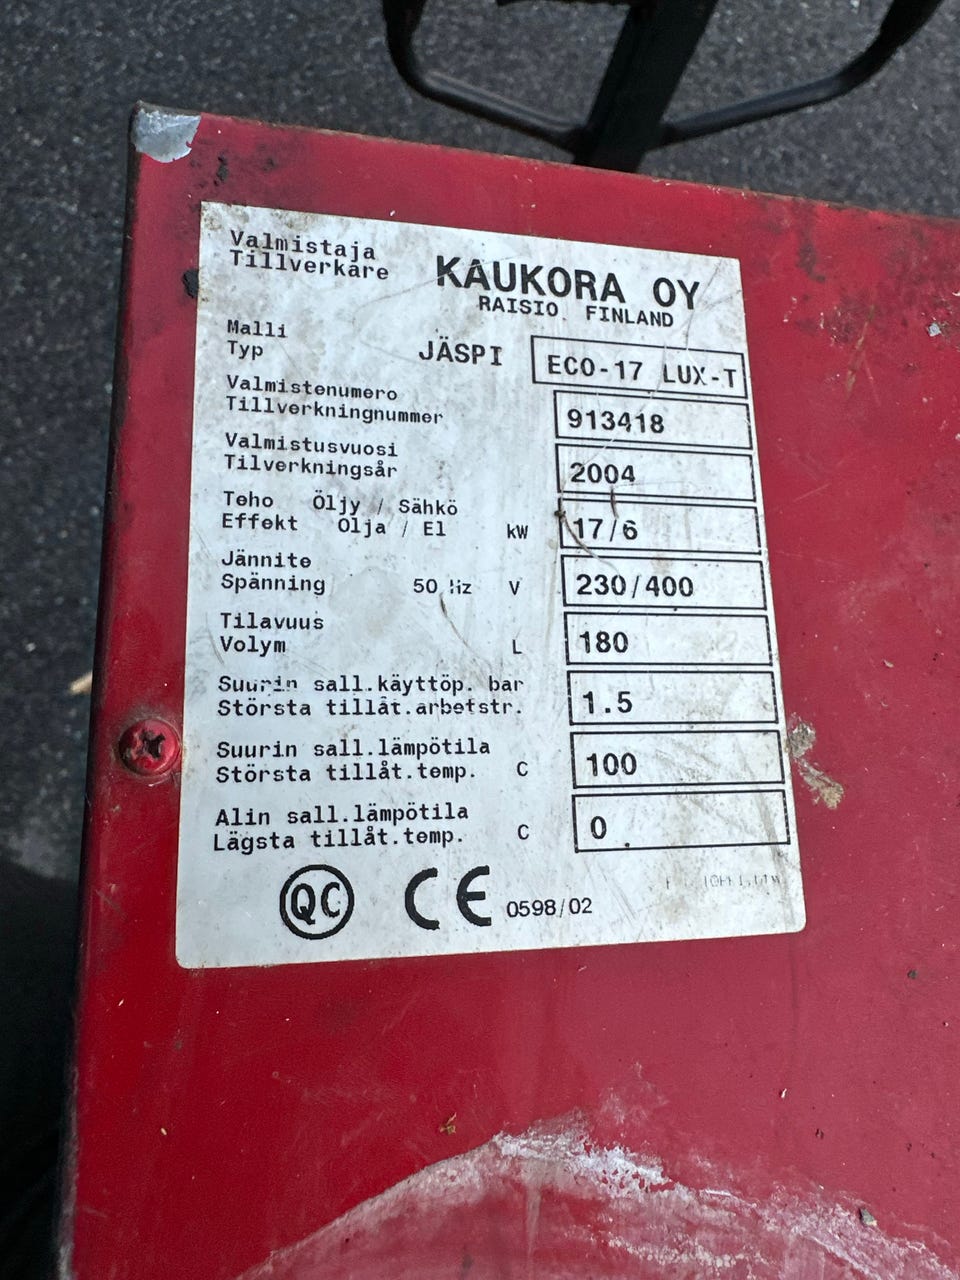 Valmistaja
Tillverkare
KAUKORA OY
RAISIO. FINLAND
Malli
Typ
JÄSPI
ECO-17 LUX-T
Valmistenumero
Tillverkningnummer
913418
Valmistusvuosi
Tilverkningsår
2004
Teho Öljy / Sähkö
Effekt Olja / El kW
17/6
Jännite
Spänning 50 Hz V
230/400
Tilavuus
Volym L
180
Suurin sall.käyttöp. bar
Största tillåt.arbetstr.
1.5
Suurin sall.lämpötila
Största tillåt.temp. C
100
Alin sall.lämpötila
Lägsta tillåt.temp. C
0
QC CE 0598/02